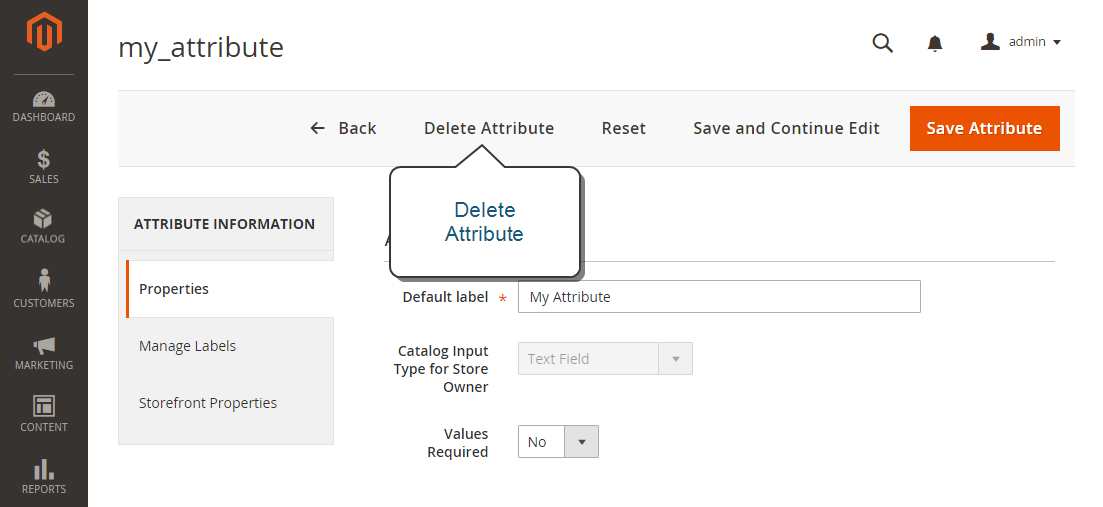 my_attribute
admin
DASHBOARD
SALES
CATALOG
CUSTOMERS
MARKETING
CONTENT
REPORTS
← Back
Delete Attribute
Reset
Save and Continue Edit
Save Attribute
Delete
Attribute
ATTRIBUTE INFORMATION
Properties
Manage Labels
Storefront Properties
Default label *
My Attribute
Catalog Input
Type for Store
Owner
Text Field
Values
Required
No